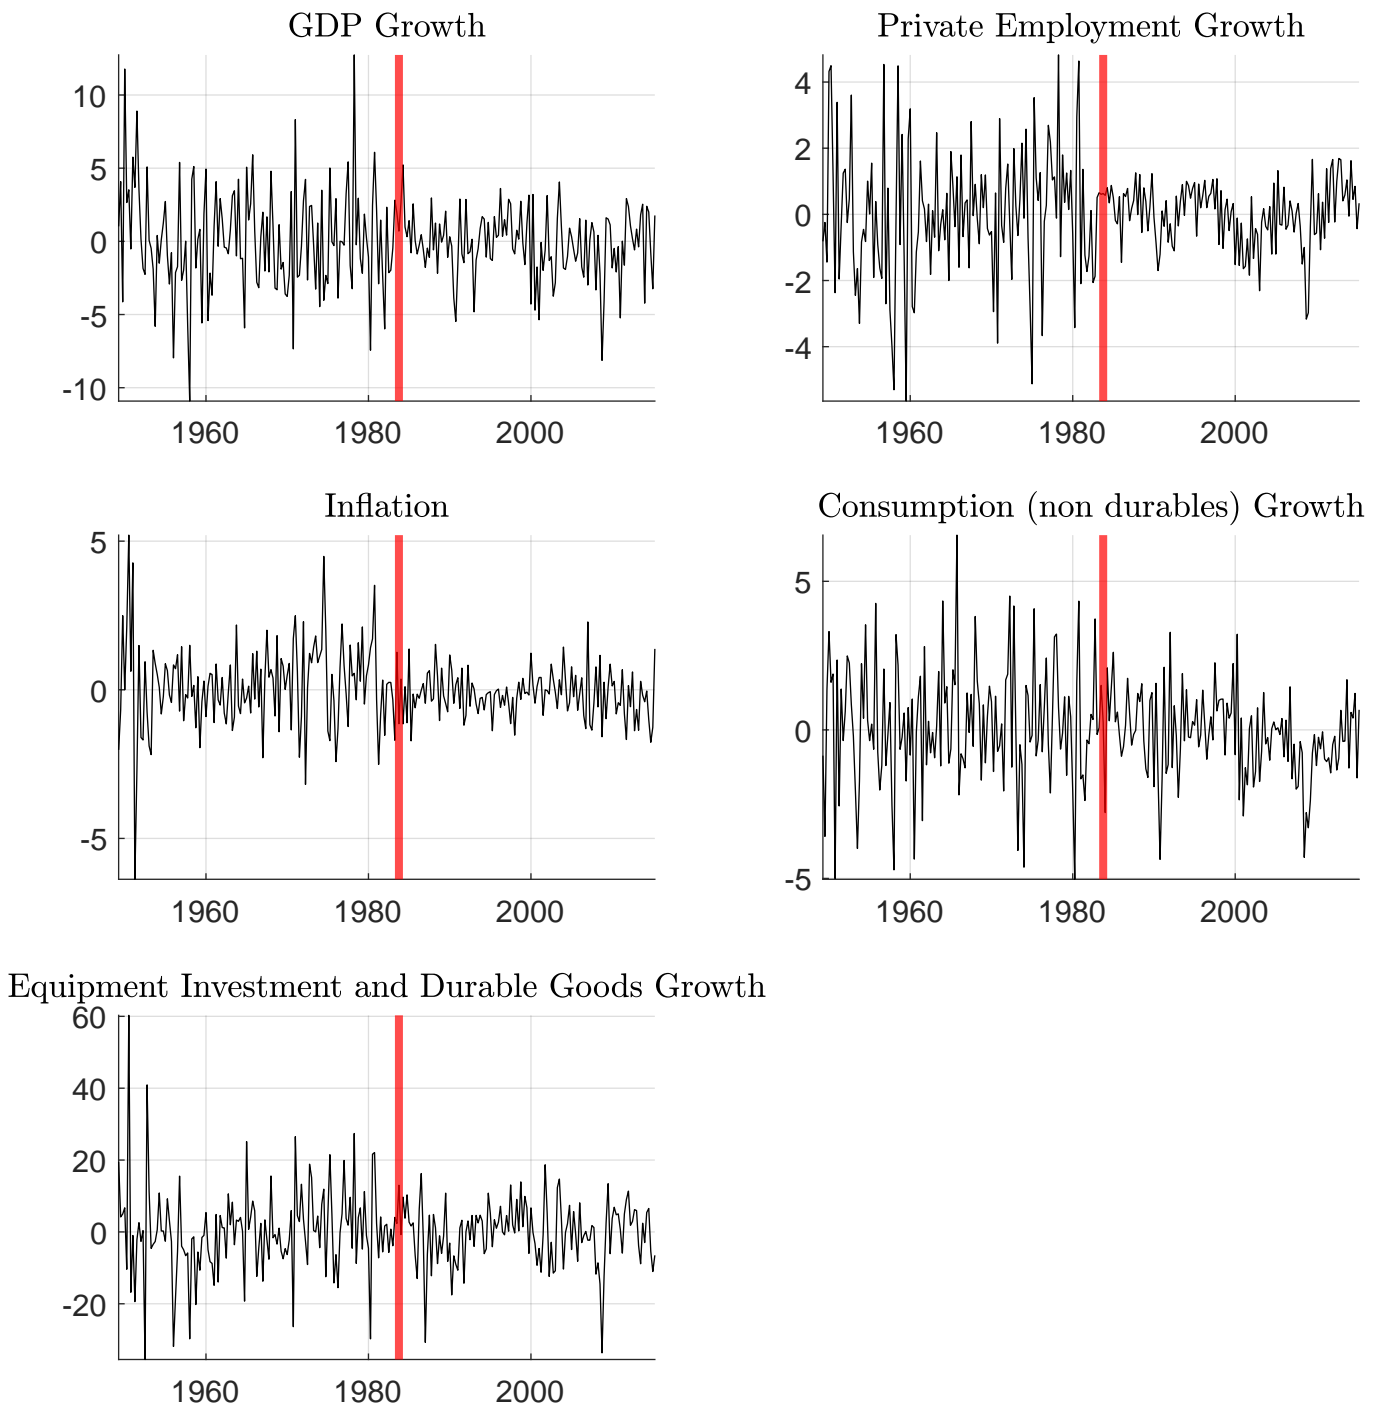 GDP Growth
10
5
0
-5
-10
1960 1980 2000
Private Employment Growth
4
2
0
-2
-4
1960 1980 2000
Inflation
5
0
-5
1960 1980 2000
Consumption (non durables) Growth
5
0
-5
1960 1980 2000
Equipment Investment and Durable Goods Growth
60
40
20
0
-20
1960 1980 2000